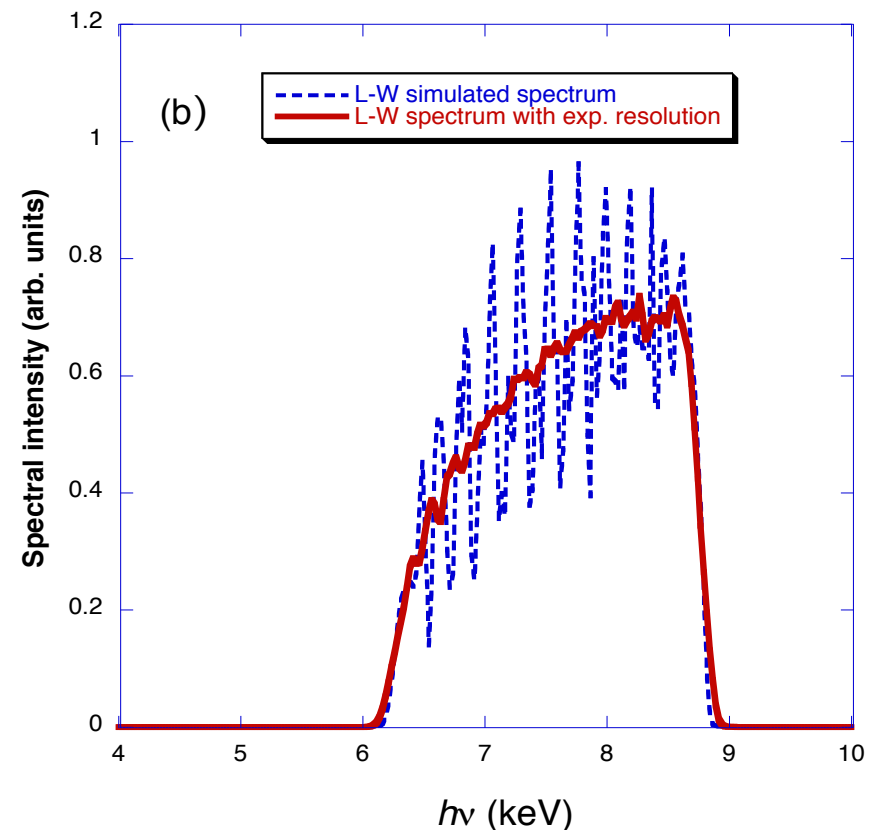 (b)
L-W simulated spectrum
L-W spectrum with exp. resolution
Spectral intensity (arb. units)
1.2
1
0.8
0.6
0.4
0.2
0
4 5 6 7 8 9 10
hν (keV)